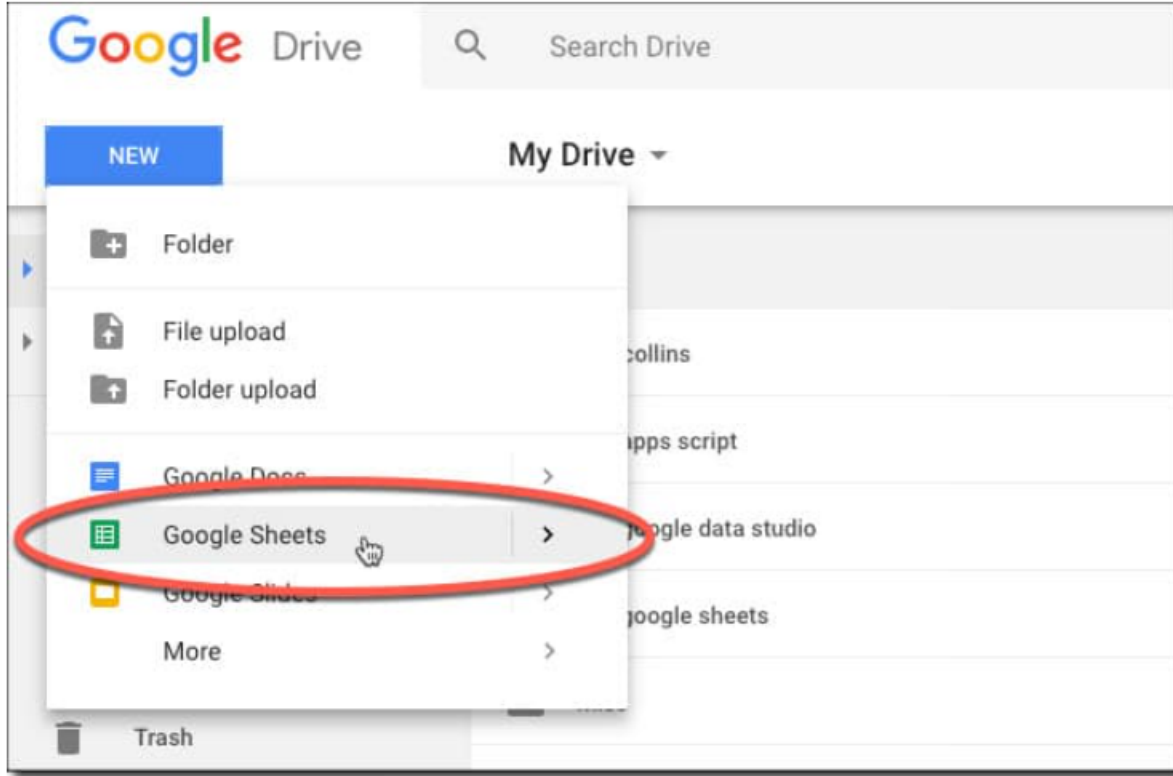 Google Drive
Search Drive
NEW
My Drive
Folder
File upload
Folder upload
Google Docs
Google Sheets
Google Slides
More
Trash
collins
apps script
google data studio
google sheets